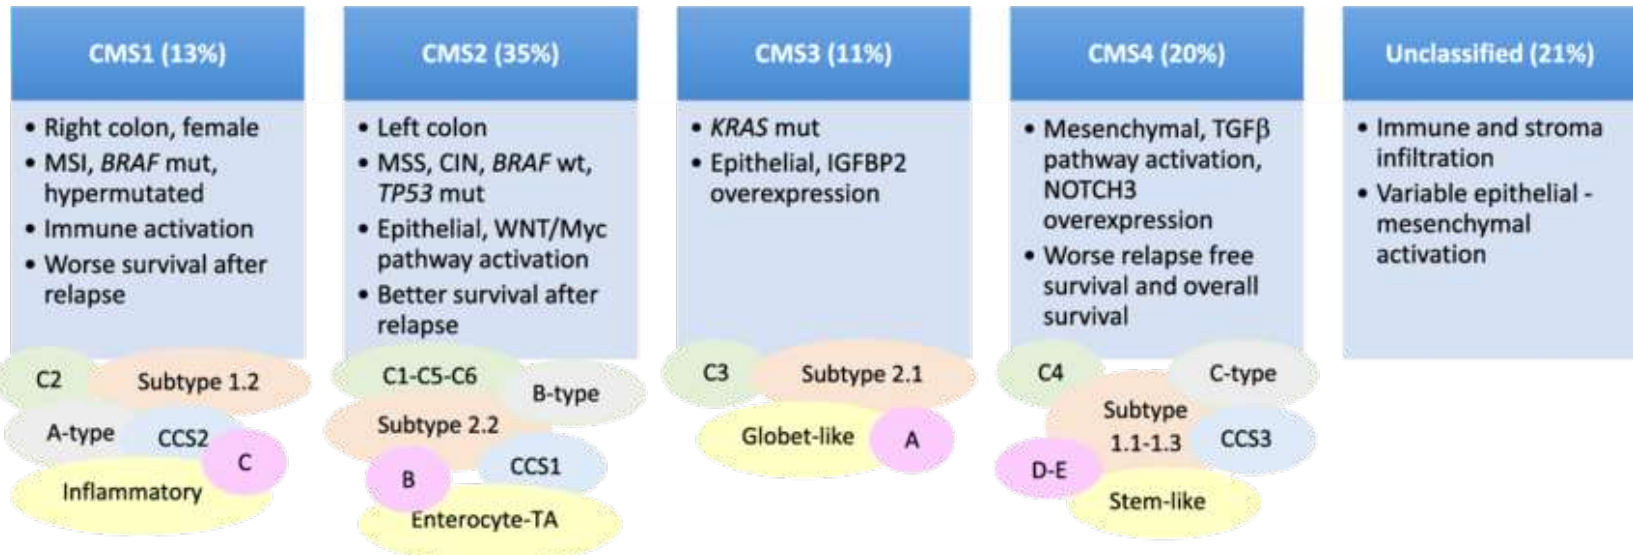 CMS1 (13%)
• Right colon, female
• MSI, BRAF mut,
hypermutated
• Immune activation
• Worse survival after
relapse
C2
Subtype 1.2
A-type
CCS2
C
Inflammatory
CMS2 (35%)
• Left colon
• MSS, CIN, BRAF wt,
TP53 mut
• Epithelial, WNT/Myc
pathway activation
• Better survival after
relapse
C1-C5-C6
B-type
Subtype 2.2
CCS1
B
Enterocyte-TA
CMS3 (11%)
• KRAS mut
• Epithelial, IGFBP2
overexpression
C3
Subtype 2.1
Globet-like
A
CMS4 (20%)
• Mesenchymal, TGFβ
pathway activation,
NOTCH3
overexpression
• Worse relapse free
survival and overall
survival
C4
C-type
Subtype
1.1-1.3
CCS3
D-E
Stem-like
Unclassified (21%)
• Immune and stroma
infiltration
• Variable epithelial -
mesenchymal
activation